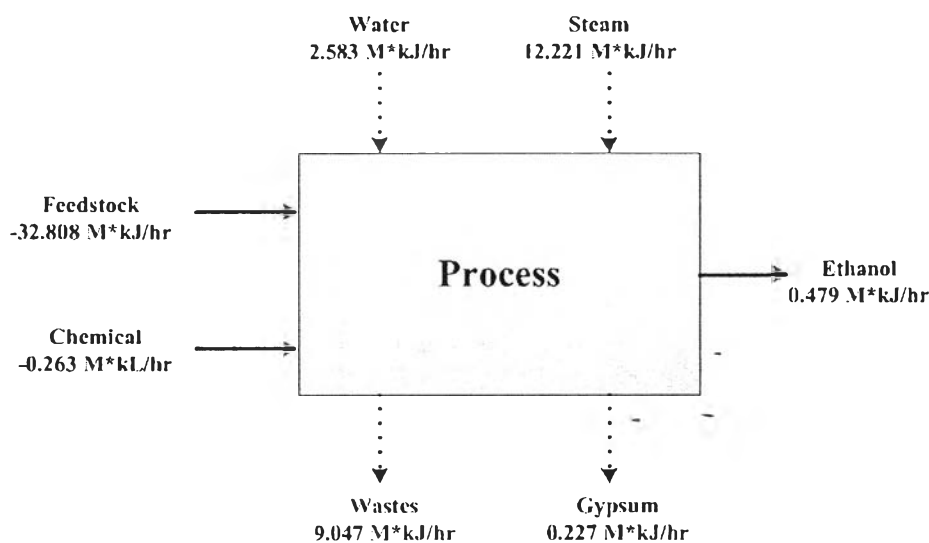 Water
2.583 M*kJ/hr
Steam
12.221 M*kJ/hr
Feedstock
-32.808 M*kJ/hr
Process
Ethanol
0.479 M*kJ/hr
Chemical
-0.263 M*kL/hr
Wastes
9.047 M*kJ/hr
Gypsum
0.227 M*kJ/hr